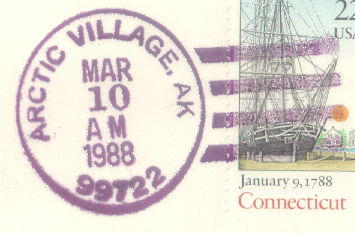 ARCTIC VILLAGE, AK
MAR
10
AM
1988
99722
22
USA
January 9, 1788
Connecticut